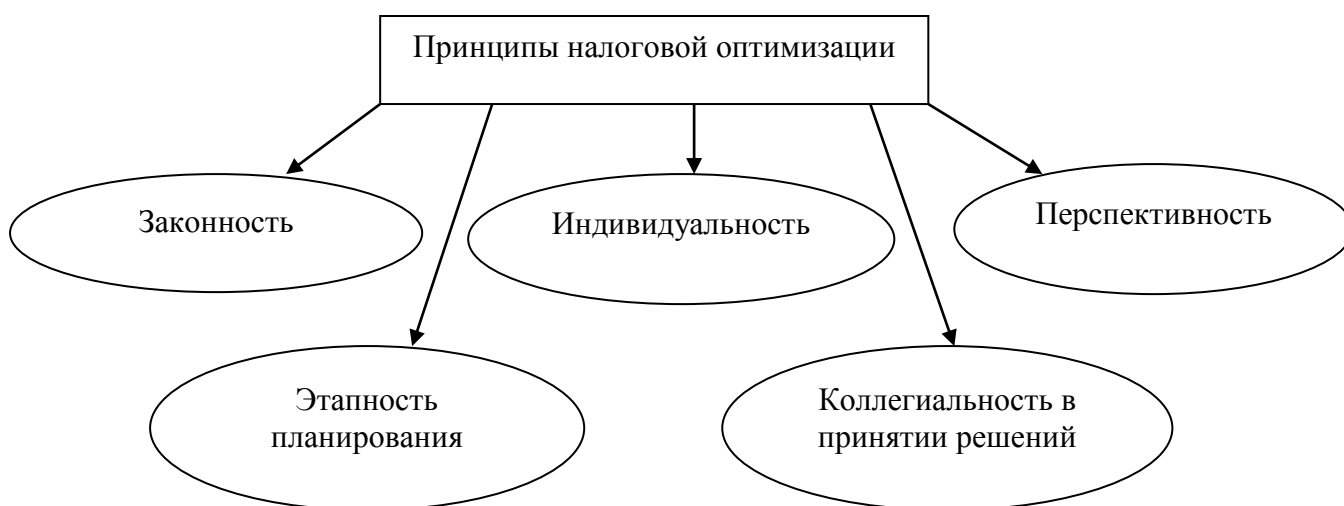 Принципы налоговой оптимизации
Законность
Индивидуальность
Перспективность
Этапность
планирования
Коллегиальность в
принятии решений